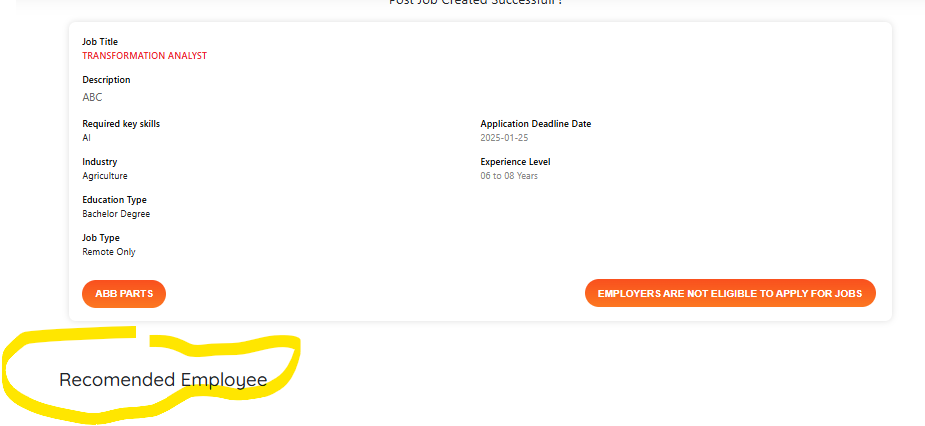 Post Job Created Successfull !
Job Title
TRANSFORMATION ANALYST
Description
ABC
Required key skills
AI
Application Deadline Date
2025-01-25
Industry
Agriculture
Experience Level
06 to 08 Years
Education Type
Bachelor Degree
Job Type
Remote Only
ABB PARTS
EMPLOYERS ARE NOT ELIGIBLE TO APPLY FOR JOBS
Recomended Employee